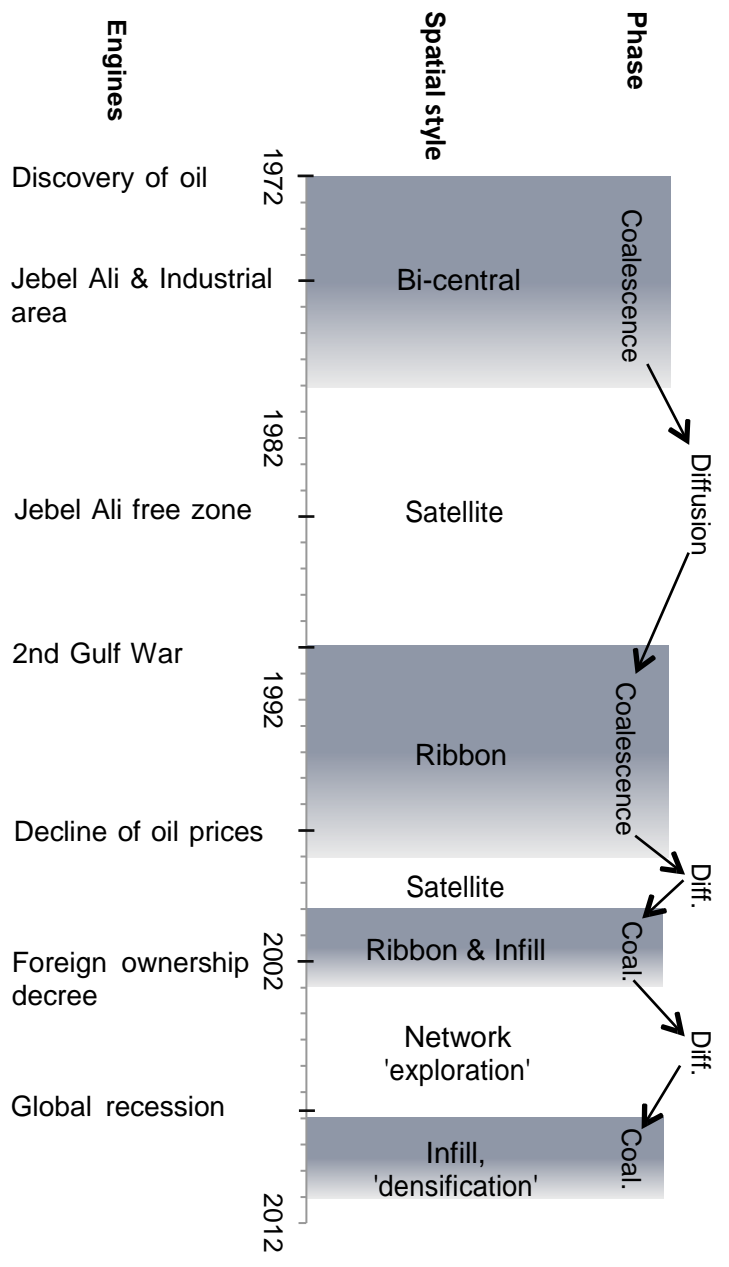 Engines
Spatial style
Phase
1972
Discovery of oil
Coalescence
Jebel Ali & Industrial
area
Bi-central
1982
Diffusion
Jebel Ali free zone
Satellite
2nd Gulf War
1992
Coalescence
Ribbon
Decline of oil prices
Diff.
Satellite
Coal.
Ribbon & Infill
2002
Foreign ownership
decree
Diff.
Network
'exploration'
Global recession
Coal.
Infill,
'densification'
2012